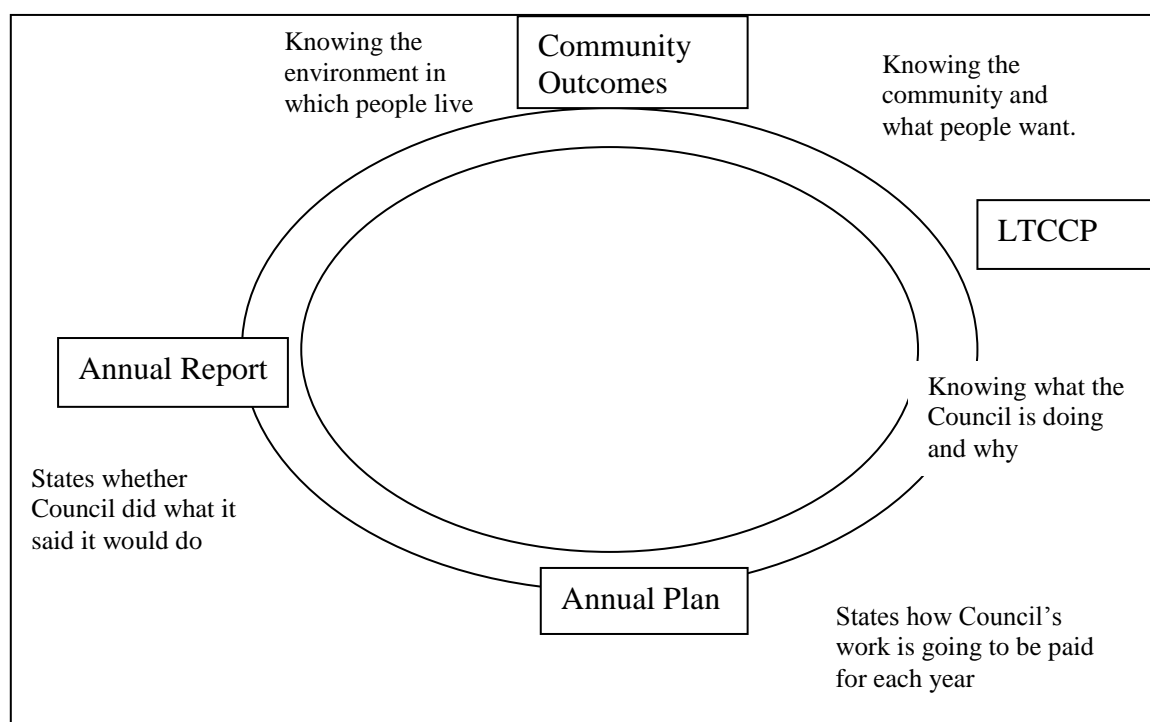 Knowing the
environment in
which people live
Community
Outcomes
Knowing the
community and
what people want.
LTCCP
Annual Report
Knowing what the
Council is doing
and why
States whether
Council did what it
said it would do
Annual Plan
States how Council’s
work is going to be paid
for each year